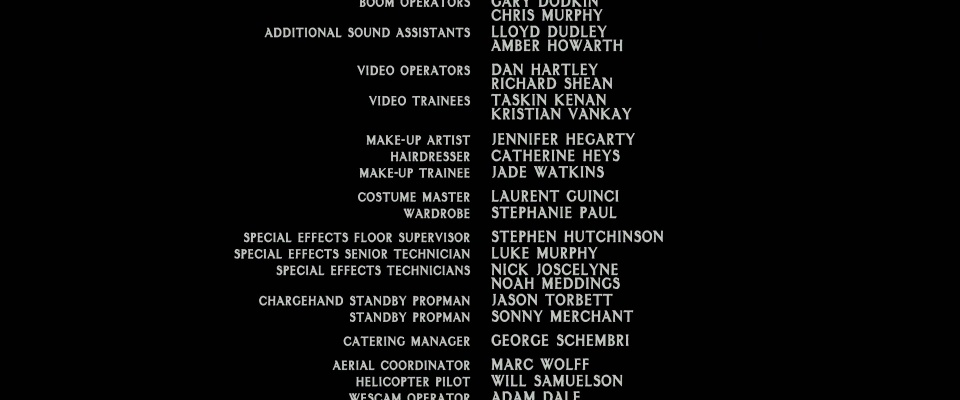 BOOM OPERATORS GARY DODKIN
CHRIS MURPHY
ADDITIONAL SOUND ASSISTANTS LLOYD DUDLEY
AMBER HOWARTH
VIDEO OPERATORS DAN HARTLEY
RICHARD SHEAN
VIDEO TRAINEES TASKIN KENAN
KRISTIAN VANKAY
MAKE-UP ARTIST JENNIFER HEGARTY
HAIRDRESSER CATHERINE HEYS
MAKE-UP TRAINEE JADE WATKINS
COSTUME MASTER LAURENT GUINCI
WARDROBE STEPHANIE PAUL
SPECIAL EFFECTS FLOOR SUPERVISOR STEPHEN HUTCHINSON
SPECIAL EFFECTS SENIOR TECHNICIAN LUKE MURPHY
SPECIAL EFFECTS TECHNICIANS NICK JOSCELYNE
NOAH MEDDINGS
CHARGEHAND STANDBY PROPMAN JASON TORBETT
STANDBY PROPMAN SONNY MERCHANT
CATERING MANAGER GEORGE SCHEMBRI
AERIAL COORDINATOR MARC WOLFF
HELICOPTER PILOT WILL SAMUELSON
WESCAM OPERATOR ADAM DALE